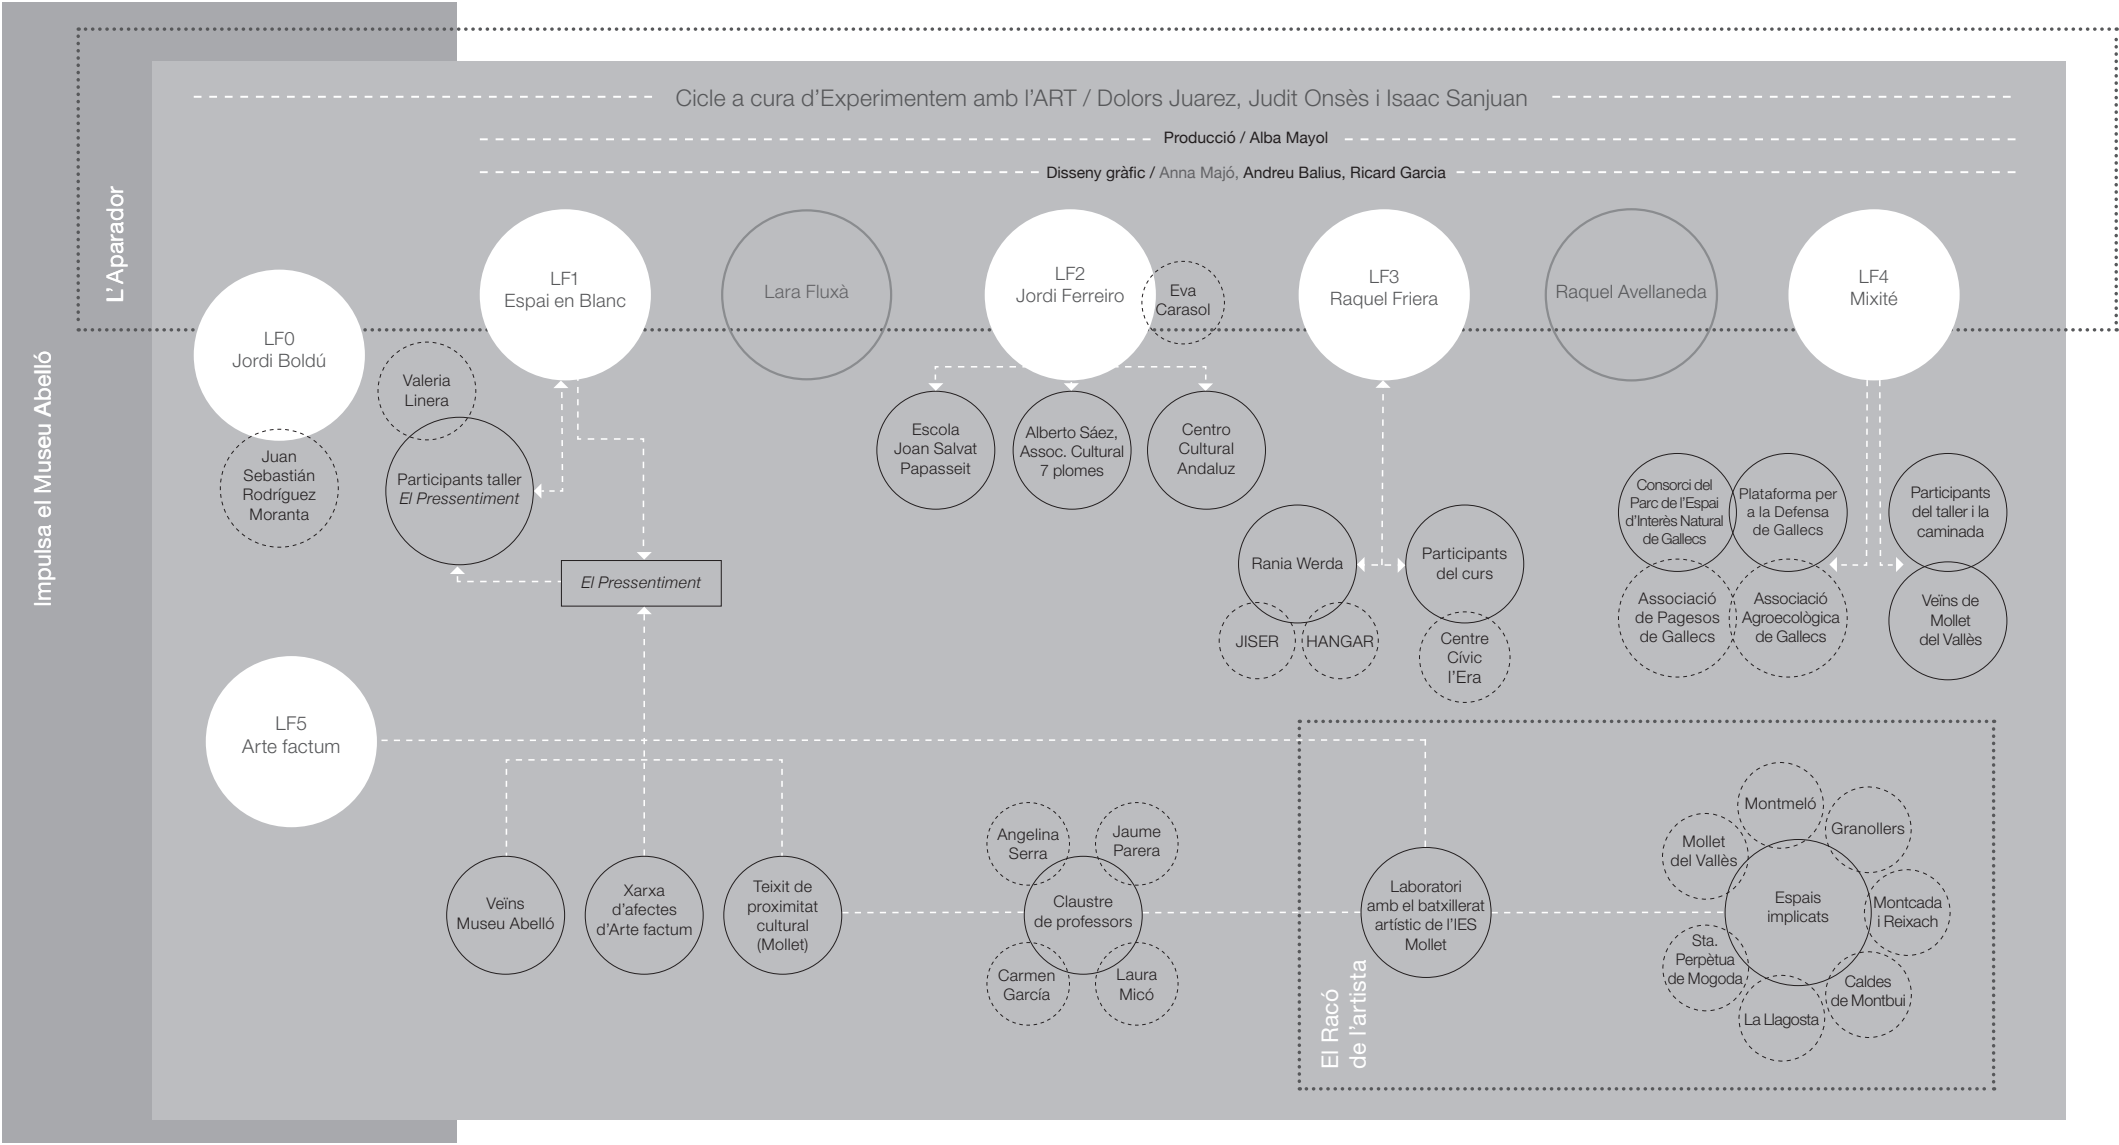 Cicle a cura d'Experimentem amb l'ART / Dolors Juarez, Judit Onsès i Isaac Sanjuan
Producció / Alba Mayol
Disseny gràfic / Anna Majó, Andreu Balius, Ricard Garcia
L'Aparador
Impulsa el Museu Abelló
LF0
Jordi Boldú
Juan
Sebastián
Rodríguez
Moranta
LF1
Espai en Blanc
Valeria
Linera
Participants taller
El Pressentiment
El Pressentiment
Lara Fluxà
LF2
Jordi Ferreiro
Eva
Carasol
Escola
Joan Salvat
Papasseit
Alberto Sáez,
Assoc. Cultural
7 plomes
Centro
Cultural
Andaluz
LF3
Raquel Friera
Rania Werda
JISER
HANGAR
Participants
del curs
Centre
Cívic
l'Era
Raquel Avellaneda
LF4
Mixité
Consorci del
Parc de l'Espai
d'Interès Natural
de Gallecs
Plataforma per
a la Defensa
de Gallecs
Associació
de Pagesos
de Gallecs
Associació
Agroecològica
de Gallecs
Participants
del taller i la
caminada
Veïns de
Mollet
del Vallès
LF5
Arte factum
Veïns
Museu Abelló
Xarxa
d'afectes
d'Arte factum
Teixit de
proximitat
cultural
(Mollet)
Angelina
Serra
Jaume
Parera
Claustre
de professors
Carmen
García
Laura
Micó
El Racó
de l'artista
Laboratori
amb el batxillerat
artístic de l'IES
Mollet
Espais
implicats
Montmeló
Granollers
Mollet
del Vallès
Montcada
i Reixach
Sta.
Perpètua
de Mogoda
Caldes
de Montbui
La Llagosta